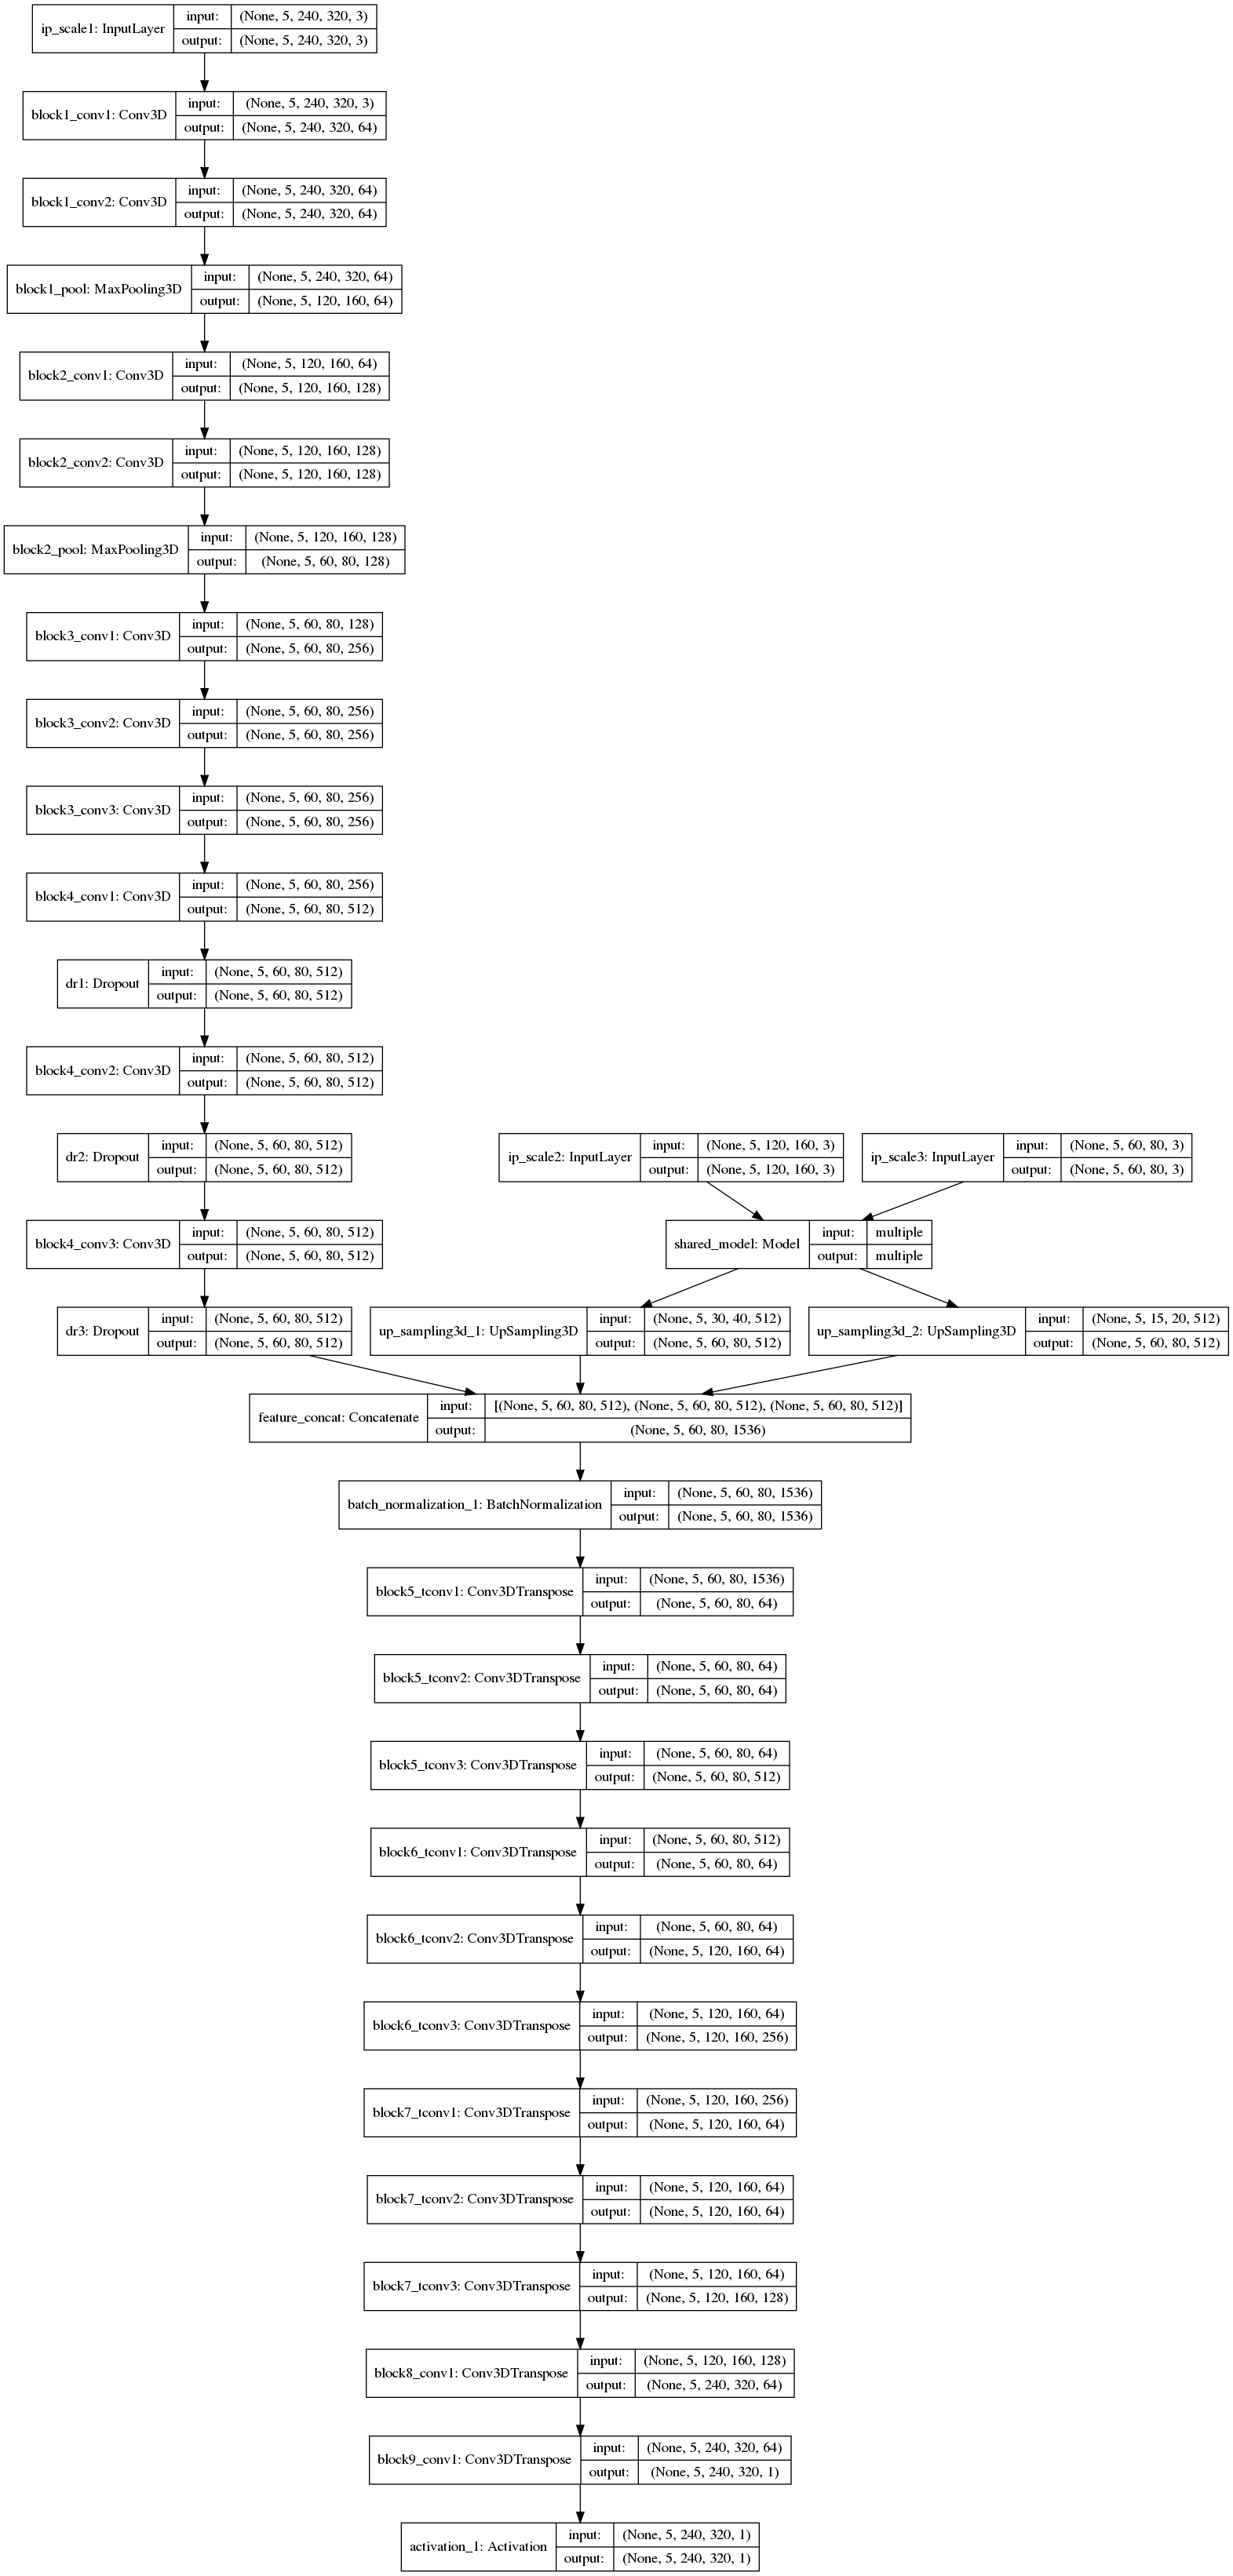 ip_scale1: InputLayer input: (None, 5, 240, 320, 3)
output: (None, 5, 240, 320, 3)
block1_conv1: Conv3D input: (None, 5, 240, 320, 3)
output: (None, 5, 240, 320, 64)
block1_conv2: Conv3D input: (None, 5, 240, 320, 64)
output: (None, 5, 240, 320, 64)
block1_pool: MaxPooling3D input: (None, 5, 240, 320, 64)
output: (None, 5, 120, 160, 64)
block2_conv1: Conv3D input: (None, 5, 120, 160, 64)
output: (None, 5, 120, 160, 128)
block2_conv2: Conv3D input: (None, 5, 120, 160, 128)
output: (None, 5, 120, 160, 128)
block2_pool: MaxPooling3D input: (None, 5, 120, 160, 128)
output: (None, 5, 60, 80, 128)
block3_conv1: Conv3D input: (None, 5, 60, 80, 128)
output: (None, 5, 60, 80, 256)
block3_conv2: Conv3D input: (None, 5, 60, 80, 256)
output: (None, 5, 60, 80, 256)
block3_conv3: Conv3D input: (None, 5, 60, 80, 256)
output: (None, 5, 60, 80, 256)
block4_conv1: Conv3D input: (None, 5, 60, 80, 256)
output: (None, 5, 60, 80, 512)
dr1: Dropout input: (None, 5, 60, 80, 512)
output: (None, 5, 60, 80, 512)
block4_conv2: Conv3D input: (None, 5, 60, 80, 512)
output: (None, 5, 60, 80, 512)
dr2: Dropout input: (None, 5, 60, 80, 512)
output: (None, 5, 60, 80, 512)
ip_scale2: InputLayer input: (None, 5, 120, 160, 3)
output: (None, 5, 120, 160, 3)
ip_scale3: InputLayer input: (None, 5, 60, 80, 3)
output: (None, 5, 60, 80, 3)
block4_conv3: Conv3D input: (None, 5, 60, 80, 512)
output: (None, 5, 60, 80, 512)
shared_model: Model input: multiple
output: multiple
dr3: Dropout input: (None, 5, 60, 80, 512)
output: (None, 5, 60, 80, 512)
up_sampling3d_1: UpSampling3D input: (None, 5, 30, 40, 512)
output: (None, 5, 60, 80, 512)
up_sampling3d_2: UpSampling3D input: (None, 5, 15, 20, 512)
output: (None, 5, 60, 80, 512)
feature_concat: Concatenate input: [(None, 5, 60, 80, 512), (None, 5, 60, 80, 512), (None, 5, 60, 80, 512)]
output: (None, 5, 60, 80, 1536)
batch_normalization_1: BatchNormalization input: (None, 5, 60, 80, 1536)
output: (None, 5, 60, 80, 1536)
block5_tconv1: Conv3DTranspose input: (None, 5, 60, 80, 1536)
output: (None, 5, 60, 80, 64)
block5_tconv2: Conv3DTranspose input: (None, 5, 60, 80, 64)
output: (None, 5, 60, 80, 64)
block5_tconv3: Conv3DTranspose input: (None, 5, 60, 80, 64)
output: (None, 5, 60, 80, 512)
block6_tconv1: Conv3DTranspose input: (None, 5, 60, 80, 512)
output: (None, 5, 60, 80, 64)
block6_tconv2: Conv3DTranspose input: (None, 5, 60, 80, 64)
output: (None, 5, 120, 160, 64)
block6_tconv3: Conv3DTranspose input: (None, 5, 120, 160, 64)
output: (None, 5, 120, 160, 256)
block7_tconv1: Conv3DTranspose input: (None, 5, 120, 160, 256)
output: (None, 5, 120, 160, 64)
block7_tconv2: Conv3DTranspose input: (None, 5, 120, 160, 64)
output: (None, 5, 120, 160, 64)
block7_tconv3: Conv3DTranspose input: (None, 5, 120, 160, 64)
output: (None, 5, 120, 160, 128)
block8_conv1: Conv3DTranspose input: (None, 5, 120, 160, 128)
output: (None, 5, 240, 320, 64)
block9_conv1: Conv3DTranspose input: (None, 5, 240, 320, 64)
output: (None, 5, 240, 320, 1)
activation_1: Activation input: (None, 5, 240, 320, 1)
output: (None, 5, 240, 320, 1)